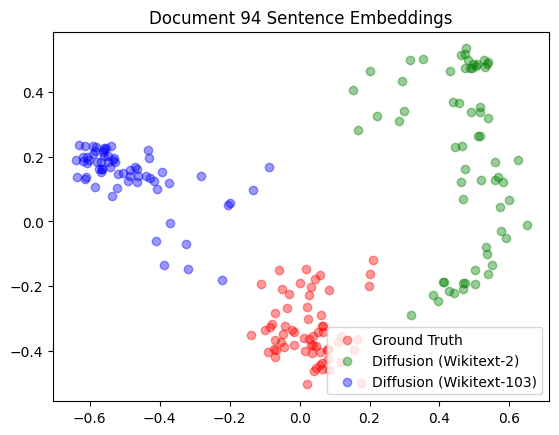 Document 94 Sentence Embeddings
0.4
0.2
0.0
−0.2
−0.4
Ground Truth
Diffusion (Wikitext-2)
Diffusion (Wikitext-103)
−0.6 −0.4 −0.2 0.0 0.2 0.4 0.6